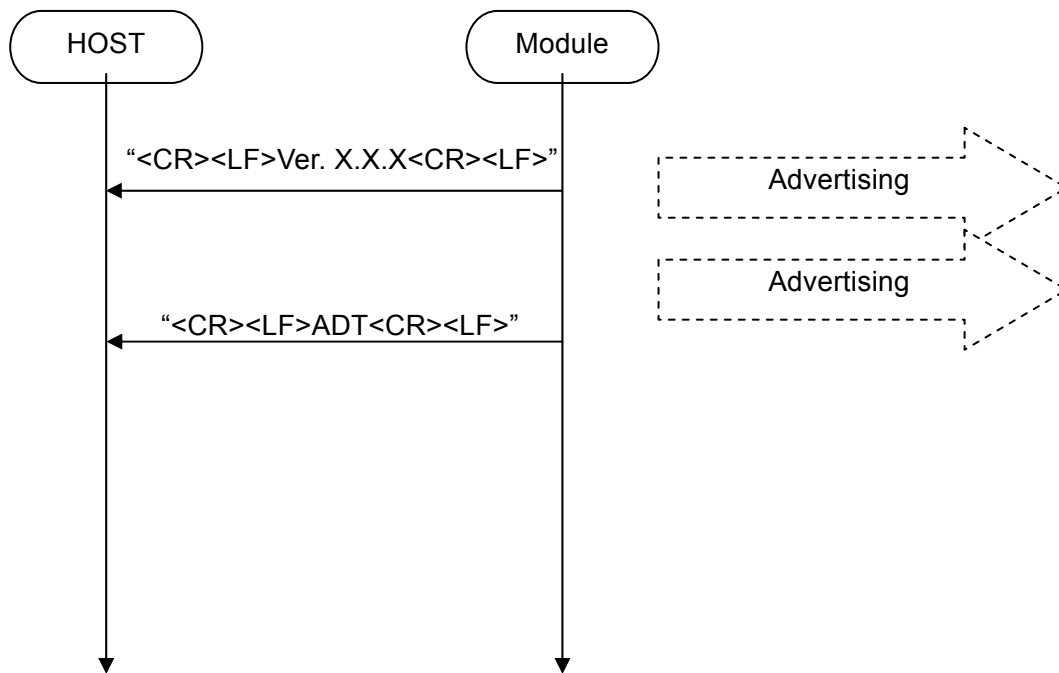 HOST
Module
“<CR><LF>Ver. X.X.X<CR><LF>”
Advertising
Advertising
“<CR><LF>ADT<CR><LF>”